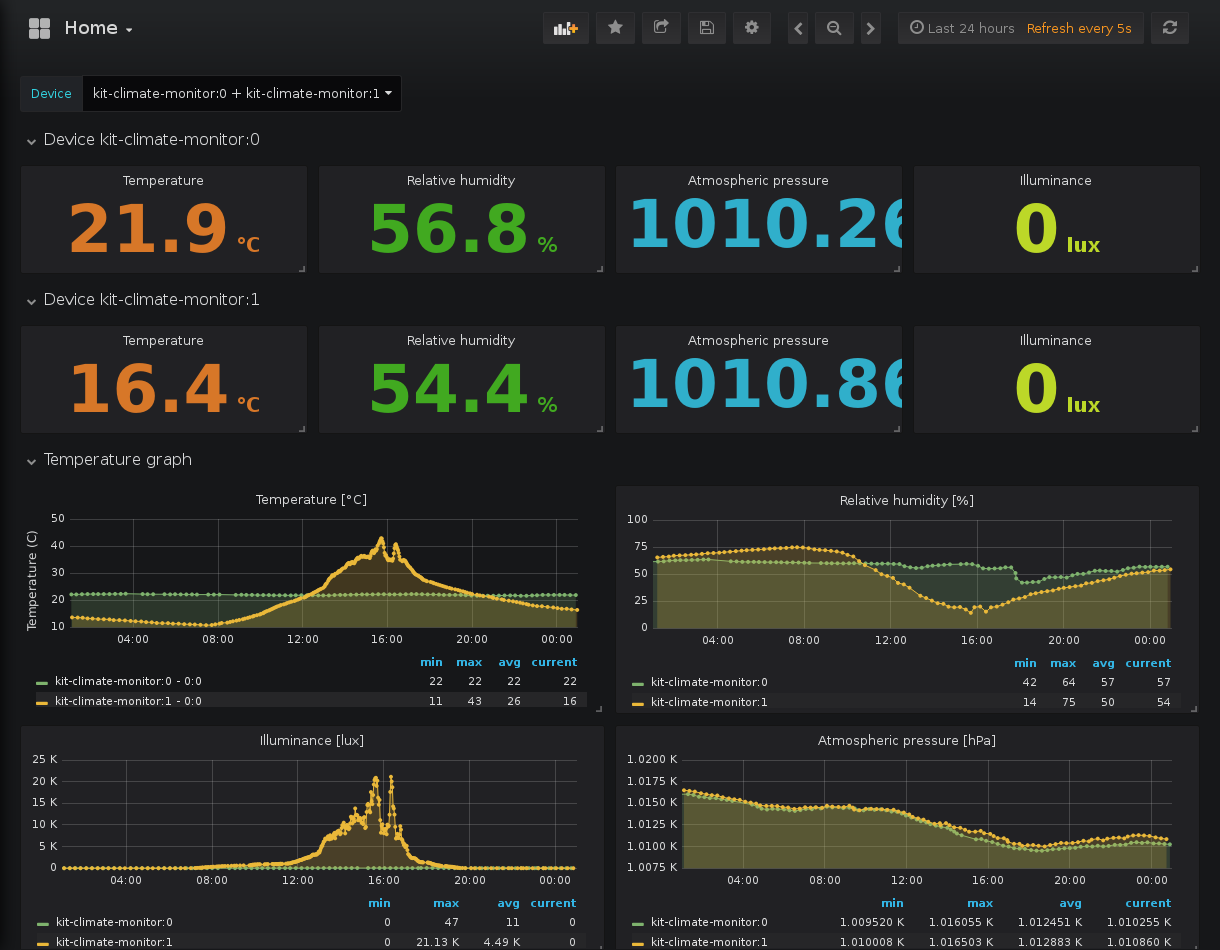 Home
Last 24 hours Refresh every 5s
Device kit-climate-monitor:0 + kit-climate-monitor:1
Device kit-climate-monitor:0
Temperature Relative humidity Atmospheric pressure Illuminance
21.9 °C 56.8 % 1010.26 0 lux
Device kit-climate-monitor:1
Temperature Relative humidity Atmospheric pressure Illuminance
16.4 °C 54.4 % 1010.86 0 lux
Temperature graph
Temperature [°C]
Temperature (C)
50
40
30
20
10
04:00 08:00 12:00 16:00 20:00 00:00
min max avg current
kit-climate-monitor:0 - 0:0 22 22 22 22
kit-climate-monitor:1 - 0:0 11 43 26 16
Relative humidity [%]
100
75
50
25
0
04:00 08:00 12:00 16:00 20:00 00:00
min max avg current
kit-climate-monitor:0 42 64 57 57
kit-climate-monitor:1 14 75 50 54
Illuminance [lux]
25 K
20 K
15 K
10 K
5 K
0
04:00 08:00 12:00 16:00 20:00 00:00
min max avg current
kit-climate-monitor:0 0 47 11 0
kit-climate-monitor:1 0 21.13 K 4.49 K 0
Atmospheric pressure [hPa]
1.0200 K
1.0175 K
1.0150 K
1.0125 K
1.0100 K
1.0075 K
04:00 08:00 12:00 16:00 20:00 00:00
min max avg current
kit-climate-monitor:0 1.009520 K 1.016055 K 1.012451 K 1.010255 K
kit-climate-monitor:1 1.010008 K 1.016503 K 1.012883 K 1.010860 K